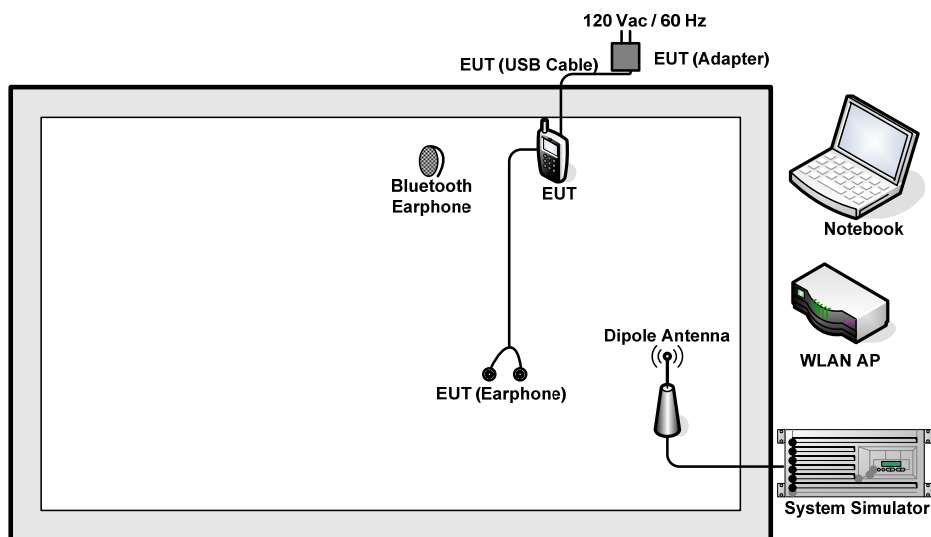 120 Vac / 60 Hz
EUT (USB Cable)
EUT (Adapter)
Bluetooth
Earphone
EUT
Notebook
Dipole Antenna
WLAN AP
EUT (Earphone)
System Simulator